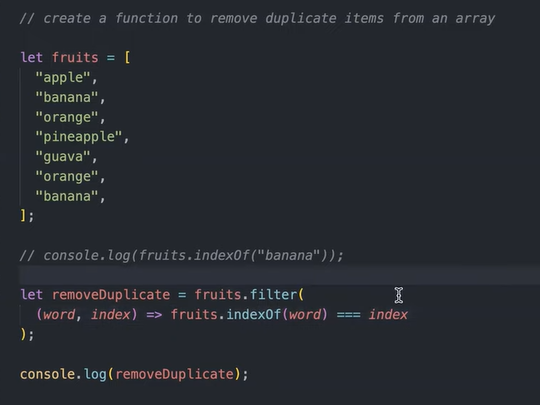 // create a function to remove duplicate items from an array
let fruits = [
"apple",
"banana",
"orange",
"pineapple",
"guava",
"orange",
"banana",
];
// console.log(fruits.indexOf("banana"));
let removeDuplicate = fruits.filter(
(word, index) => fruits.indexOf(word) === index
);
console.log(removeDuplicate);